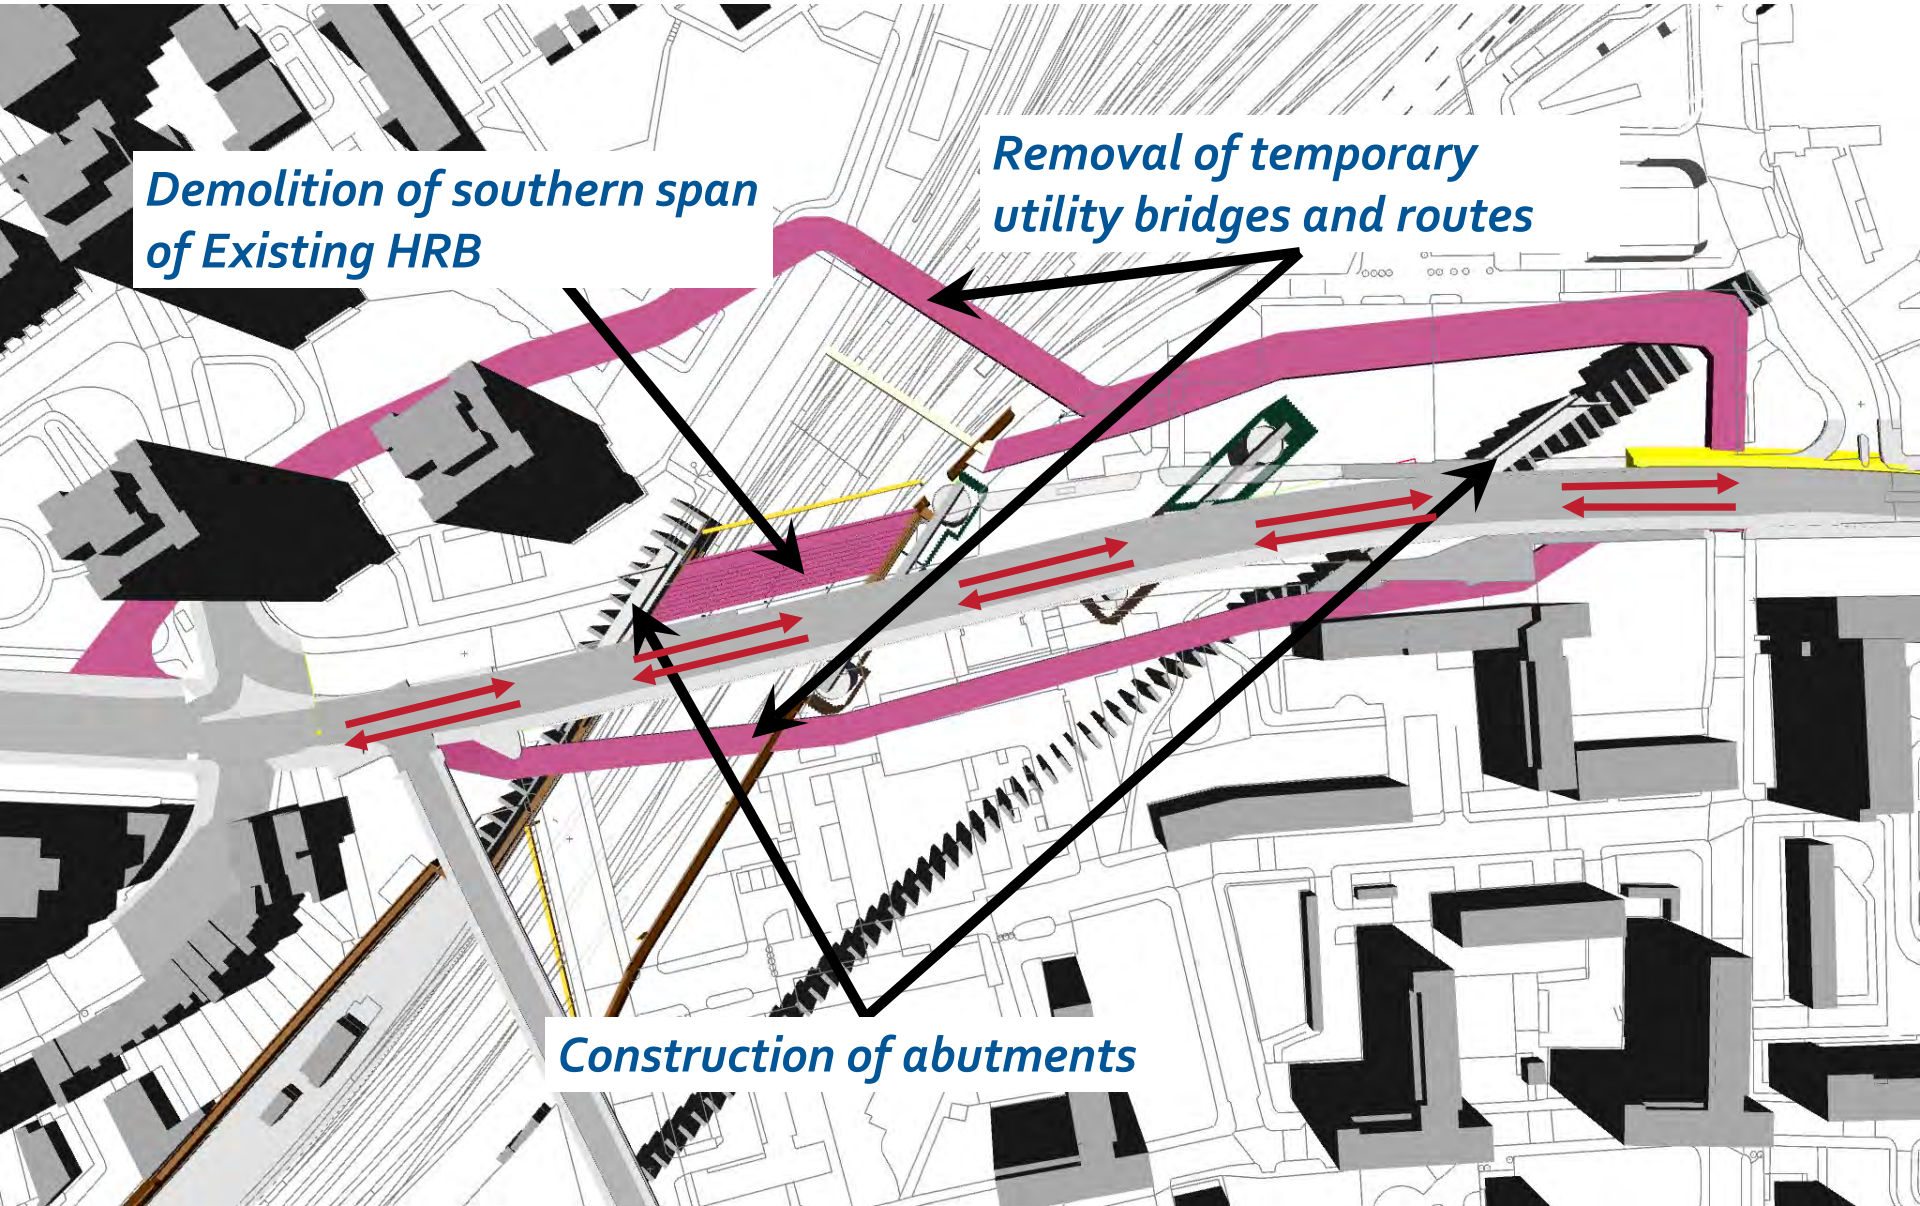 Demolition of southern span
of Existing HRB
Removal of temporary
utility bridges and routes
Construction of abutments